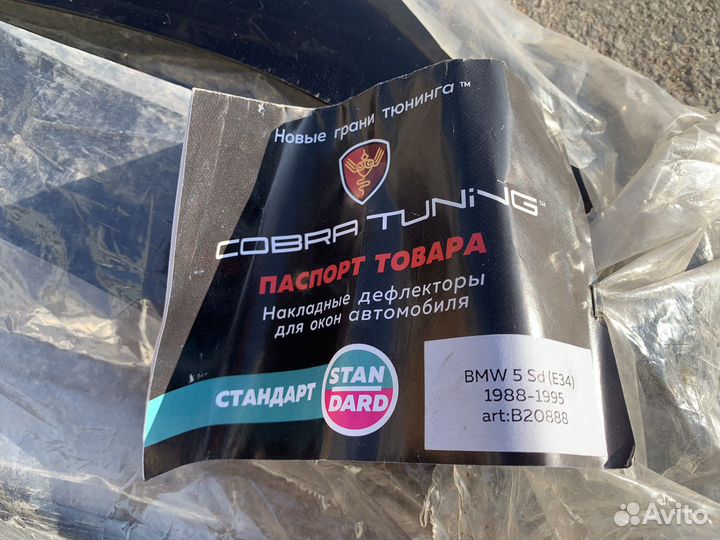 Новые грани тюнинга™
COBRA TUNiNG™
ПАСПОРТ ТОВАРА
Накладные дефлекторы
для окон автомобиля
СТАНДАРТ
STAN
DARD
BMW 5 Sd (E34)
1988-1995
art:B20888
Avito